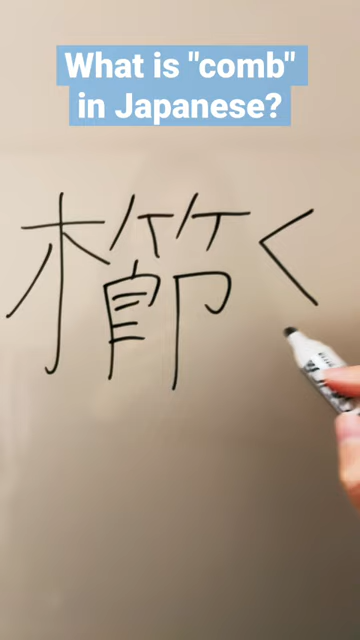 What is "comb"
in Japanese?
櫛く